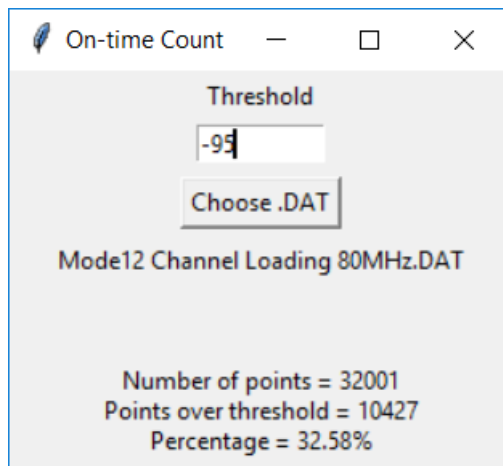 On-time Count
Threshold
-95
Choose .DAT
Mode12 Channel Loading 80MHz.DAT
Number of points = 32001
Points over threshold = 10427
Percentage = 32.58%